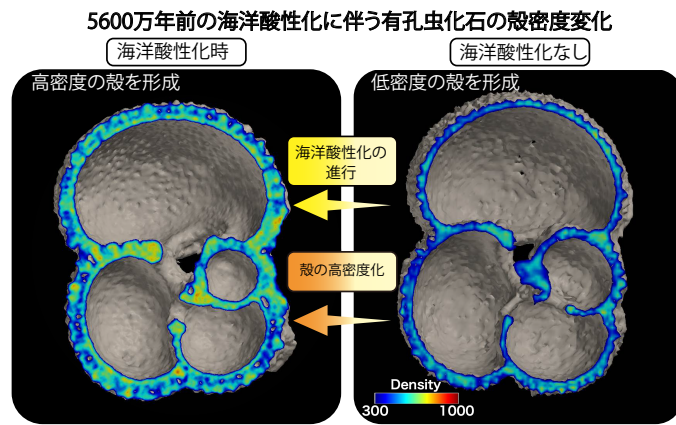 5600万年前の海洋酸性化に伴う有孔虫化石の殻密度変化
海洋酸性化時
海洋酸性化なし
高密度の殻を形成
低密度の殻を形成
海洋酸性化の
進行
殻の高密度化
Density
300
1000